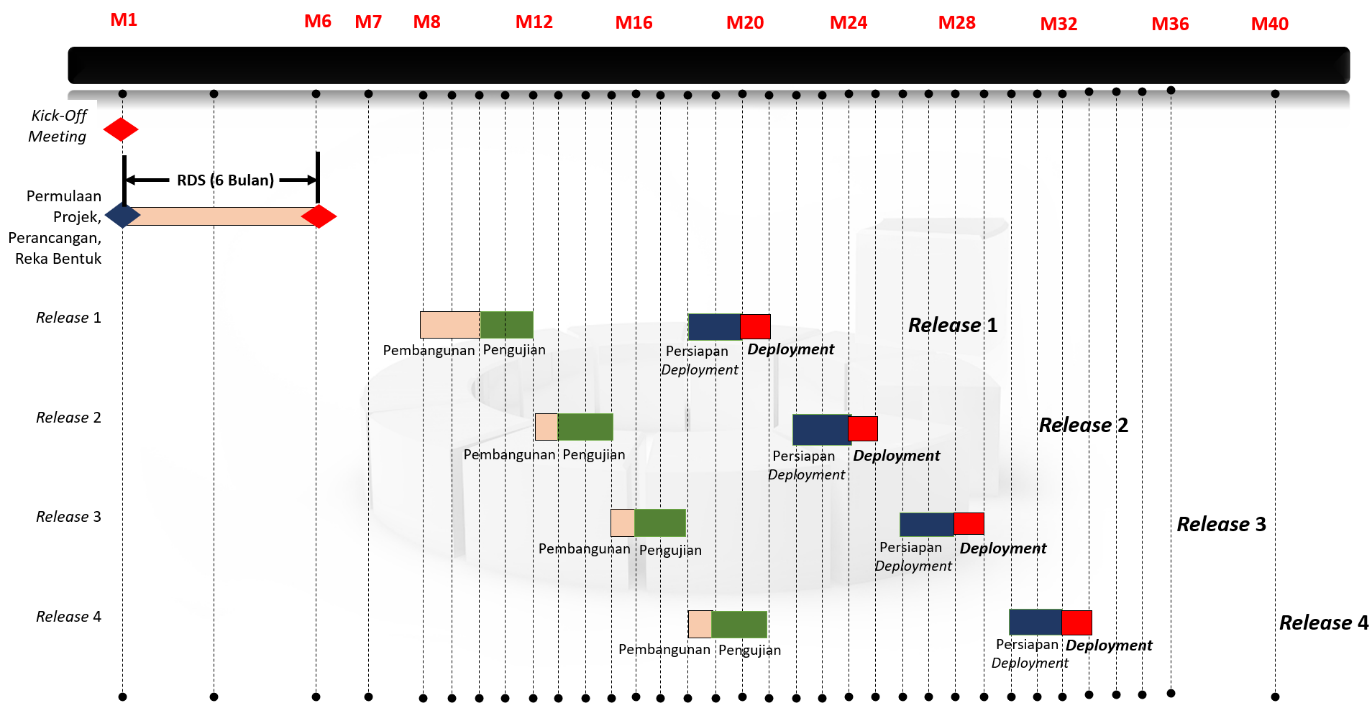 M1 M6 M7 M8 M12 M16 M20 M24 M28 M32 M36 M40
Kick-Off
Meeting
RDS (6 Bulan)
Permulaan
Projek,
Perancangan,
Reka Bentuk
Release 1
Pembangunan Pengujian
Persiapan
Deployment
Deployment
Release 1
Release 2
Pembangunan Pengujian
Persiapan
Deployment
Deployment
Release 2
Release 3
Pembangunan Pengujian
Persiapan
Deployment
Deployment
Release 3
Release 4
Pembangunan Pengujian
Persiapan
Deployment
Deployment
Release 4